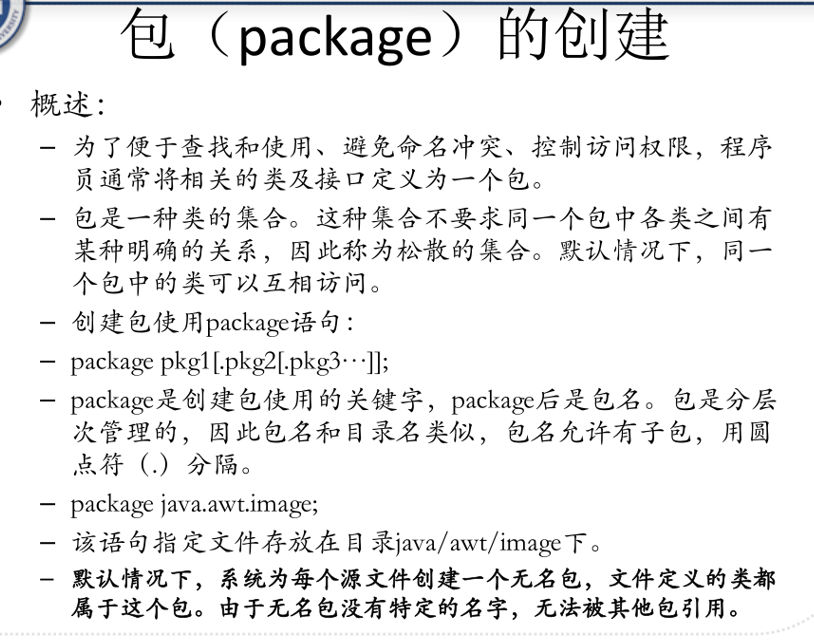 包（package）的创建
• 概述：
– 为了便于查找和使用、避免命名冲突、控制访问权限，程序
员通常将相关的类及接口定义为一个包。
– 包是一种类的集合。这种集合不要求同一个包中各类之间有
某种明确的关系，因此称为松散的集合。默认情况下，同一
个包中的类可以互相访问。
– 创建包使用package语句：
– package pkg1[.pkg2[.pkg3…]];
– package是创建包使用的关键字，package后是包名。包是分层
次管理的，因此包名和目录名类似，包名允许有子包，用圆
点符（.）分隔。
– package java.awt.image;
– 该语句指定文件存放在目录java/awt/image下。
– 默认情况下，系统为每个源文件创建一个无名包，文件定义的类都
属于这个包。由于无名包没有特定的名字，无法被其他包引用。